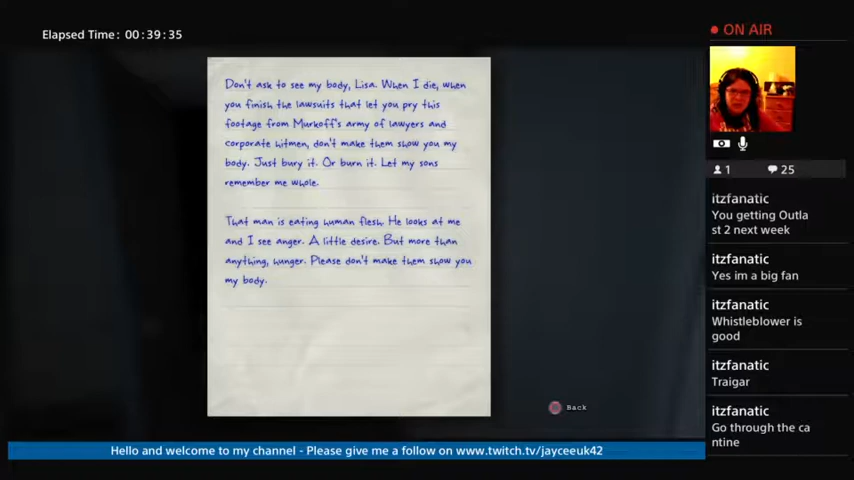 Elapsed Time: 00:39:35
ON AIR
Don't ask to see my body, Lisa. When I die, when
you finish the lawsuits that let you pry this
footage from Murkoff's army of lawyers and
corporate hitmen, don't make them show you my
body. Just bury it. Or burn it. Let my sons
remember me whole.
That man is eating human flesh. He looks at me
and I see anger. A little desire. But more than
anything, hunger. Please don't make them show you
my body.
Back
1
25
itzfanatic
You getting Outla
st 2 next week
itzfanatic
Yes im a big fan
itzfanatic
Whistleblower is
good
itzfanatic
Traigar
itzfanatic
Go through the ca
ntine
Hello and welcome to my channel - Please give me a follow on www.twitch.tv/jayceeuk42